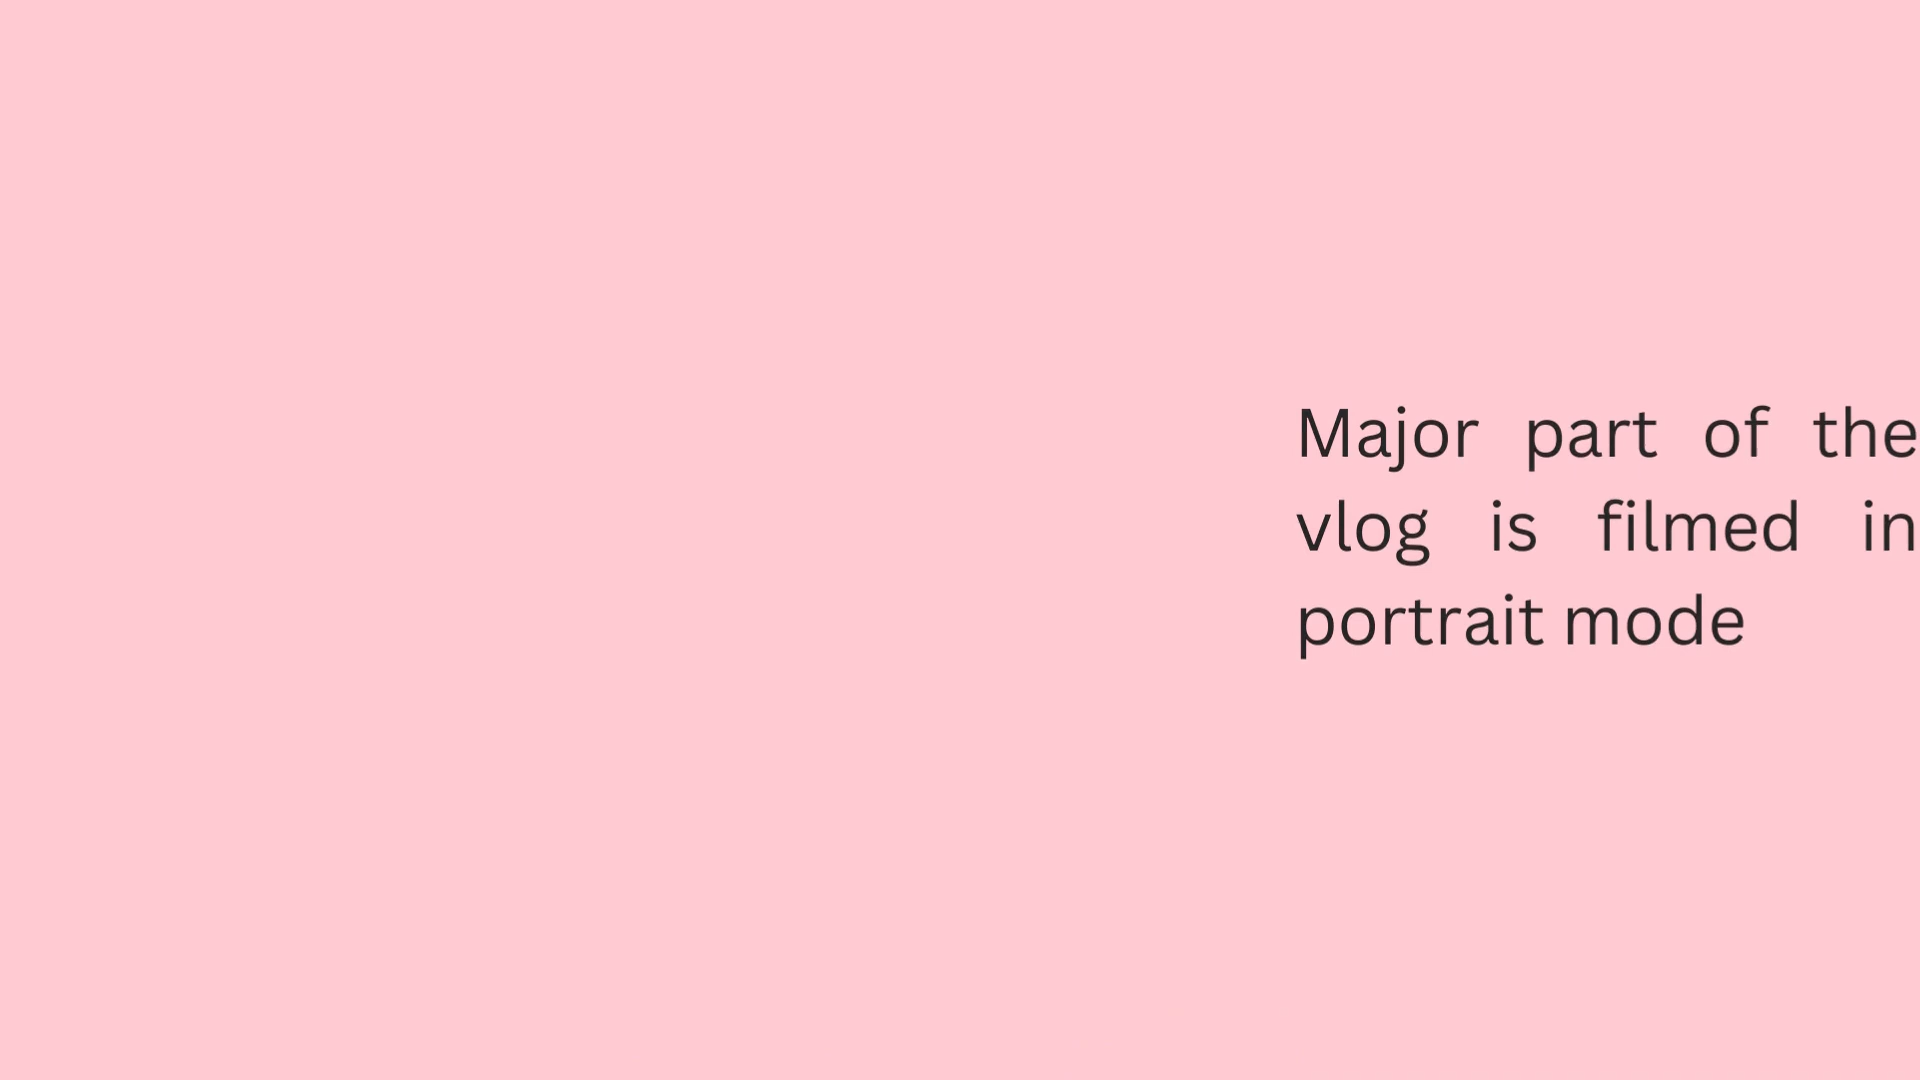 Major part of the
vlog is filmed in
portrait mode